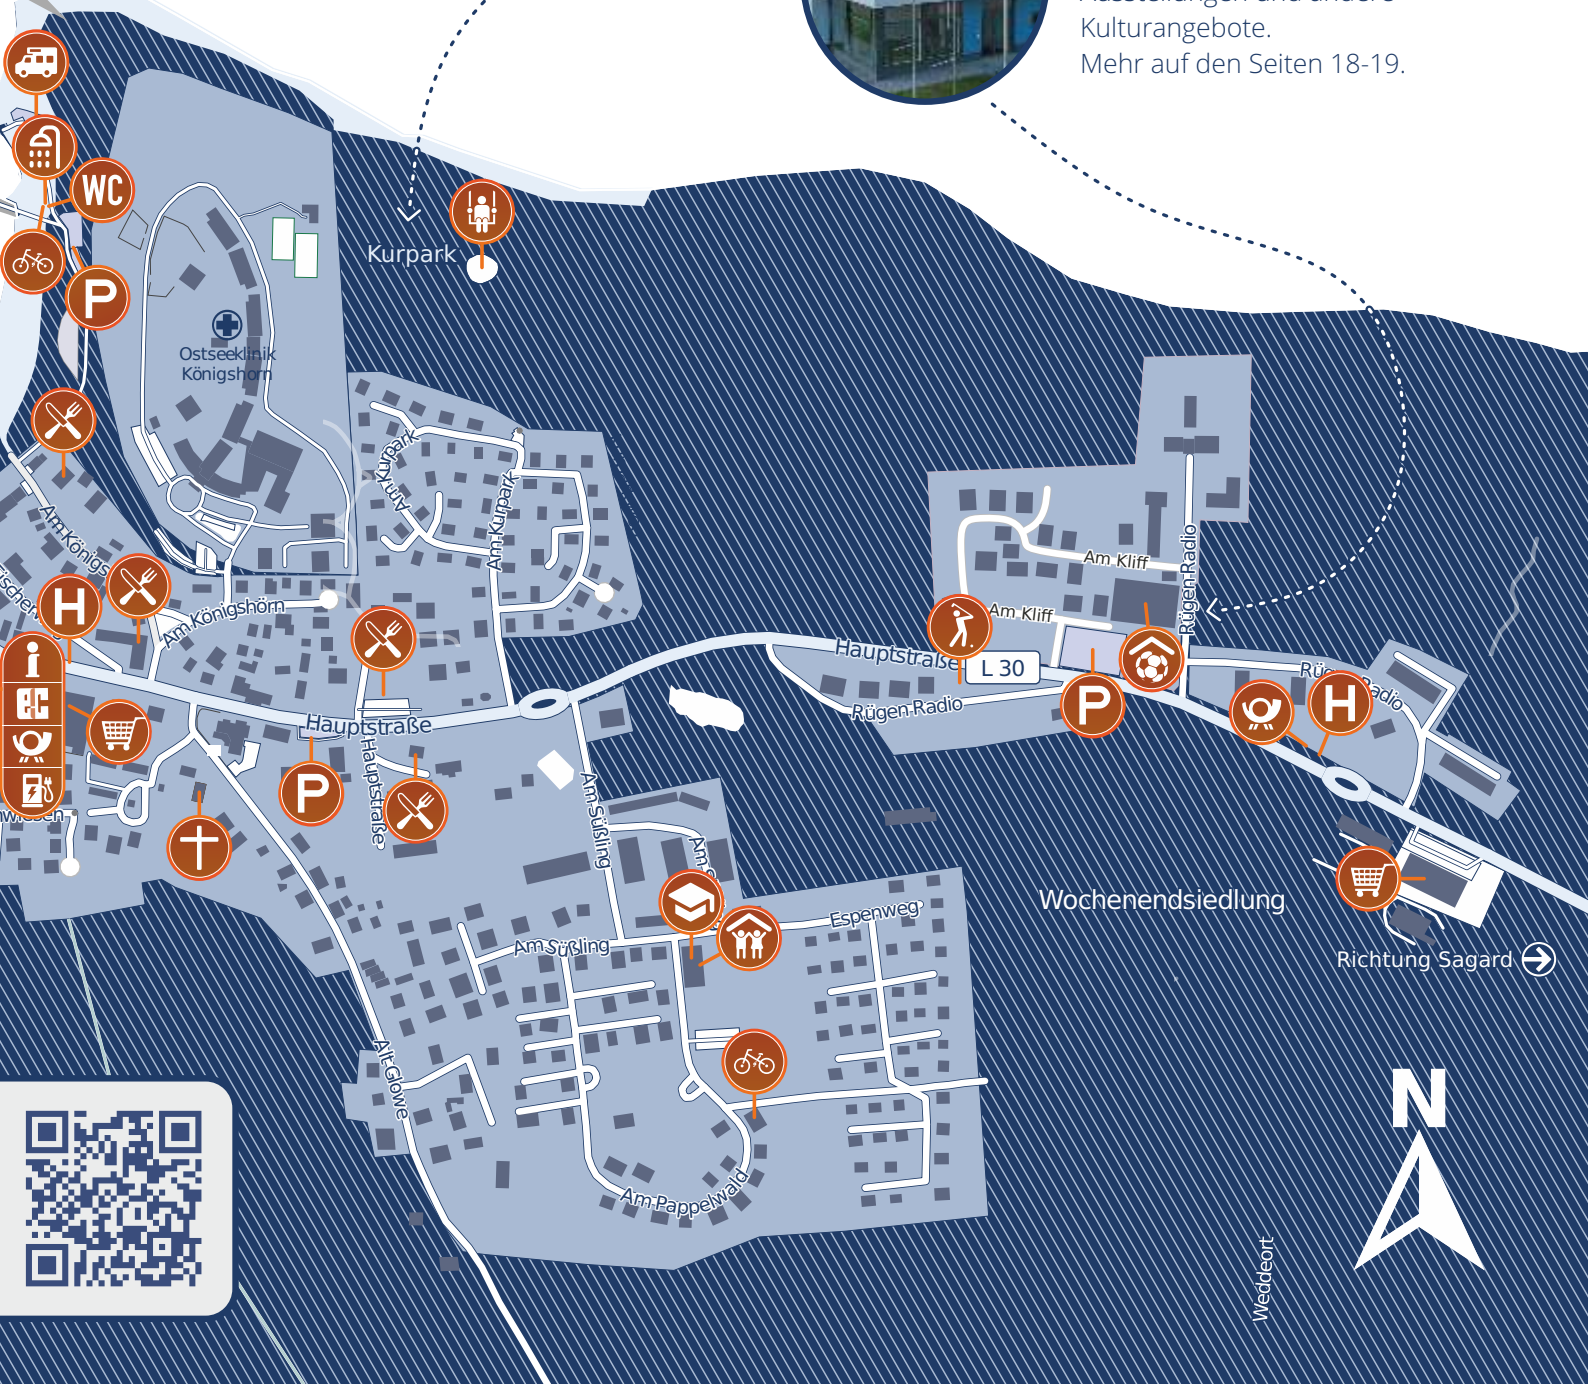 Kulturangebote.
Mehr auf den Seiten 18-19.
WC
P
Kurpark
Ostseeklinik
Königshorn
Am Kurpark
Am Kurpark
Am Königshörn
H
i
EC
Hauptstraße
Hauptstraße
P
Hauptstraße
L 30
Rügen Radio
Am Kliff
Am Kliff
Rügen Radio
P
H
Am Süßling
Am Süßling
Espenweg
Wochenendsiedlung
Richtung Sagard
Alt Glowe
Am Pappelwald
N
Weddeort